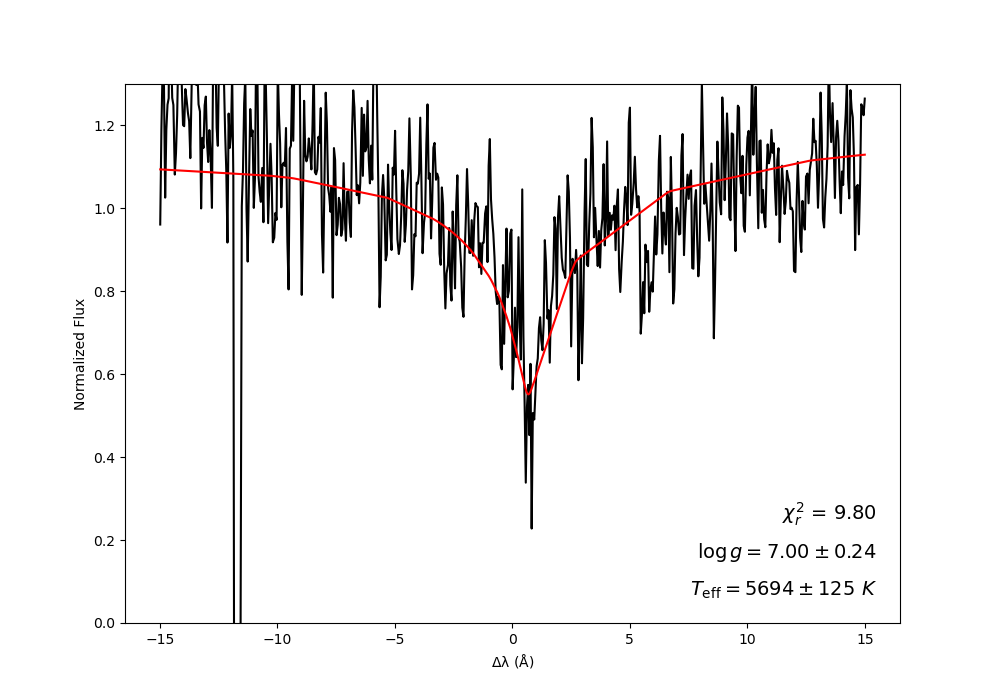 1.2
1.0
0.8
0.6
0.4
0.2
0.0
Normalized Flux
χ²ᵣ = 9.80
log g = 7.00 ± 0.24
T_eff = 5694 ± 125 K
−15 −10 −5 0 5 10 15
Δλ (Å)